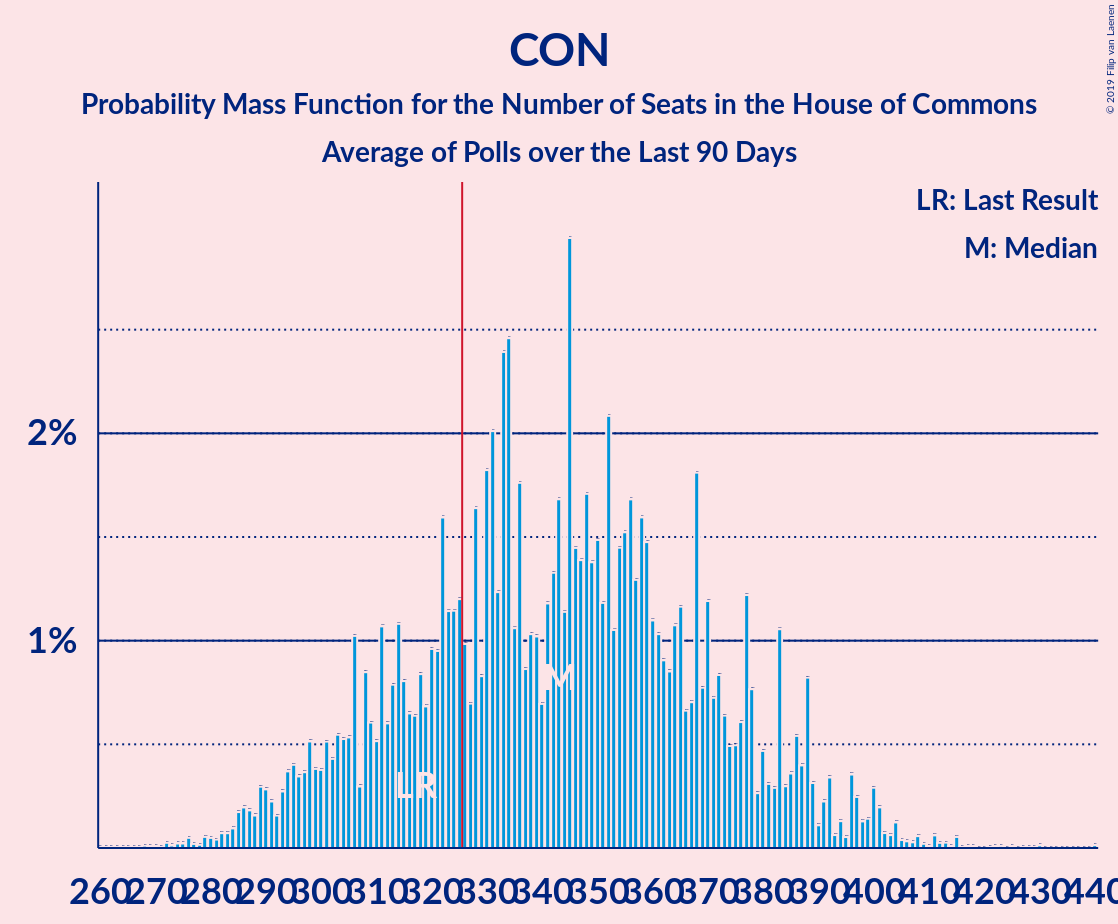 CON
Probability Mass Function for the Number of Seats in the House of Commons
Average of Polls over the Last 90 Days
© 2019 Filip van Laenen
LR: Last Result
M: Median
2%
1%
M
LR
260 270 280 290 300 310 320 330 340 350 360 370 380 390 400 410 420 430 440